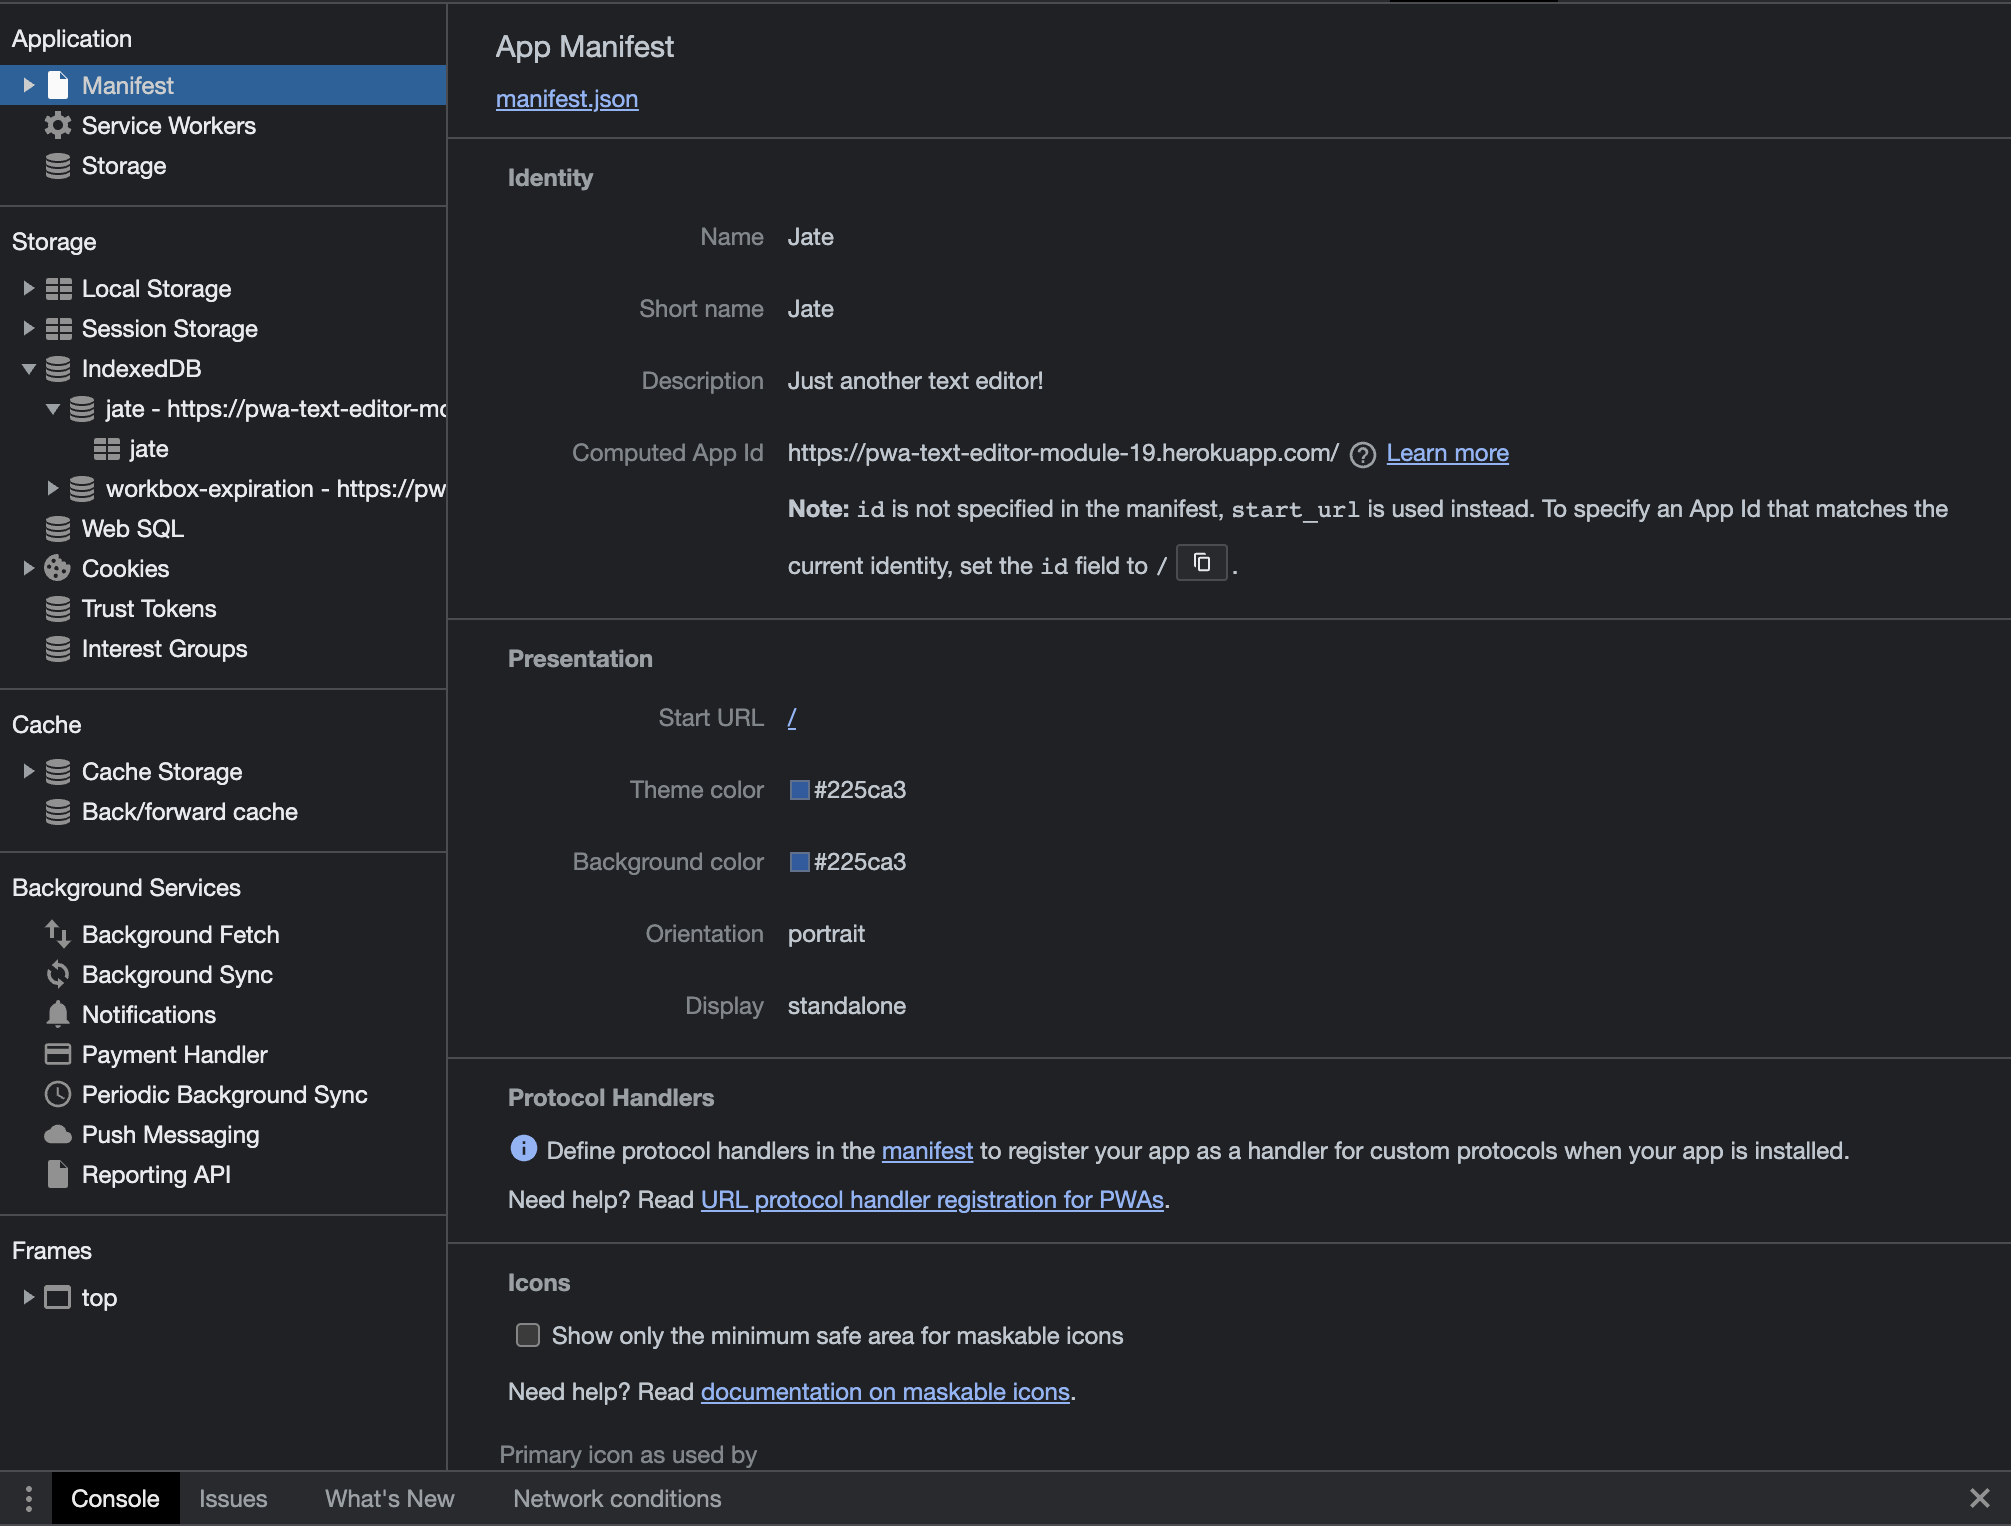 Application
Manifest
Service Workers
Storage
Storage
Local Storage
Session Storage
IndexedDB
jate - https://pwa-text-editor-mo
jate
workbox-expiration - https://pw
Web SQL
Cookies
Trust Tokens
Interest Groups
Cache
Cache Storage
Back/forward cache
Background Services
Background Fetch
Background Sync
Notifications
Payment Handler
Periodic Background Sync
Push Messaging
Reporting API
Frames
top
App Manifest
manifest.json
Identity
Name Jate
Short name Jate
Description Just another text editor!
Computed App Id https://pwa-text-editor-module-19.herokuapp.com/ ? Learn more
Note: id is not specified in the manifest, start_url is used instead. To specify an App Id that matches the
current identity, set the id field to / .
Presentation
Start URL /
Theme color #225ca3
Background color #225ca3
Orientation portrait
Display standalone
Protocol Handlers
Define protocol handlers in the manifest to register your app as a handler for custom protocols when your app is installed.
Need help? Read URL protocol handler registration for PWAs.
Icons
Show only the minimum safe area for maskable icons
Need help? Read documentation on maskable icons.
Primary icon as used by
Console Issues What's New Network conditions